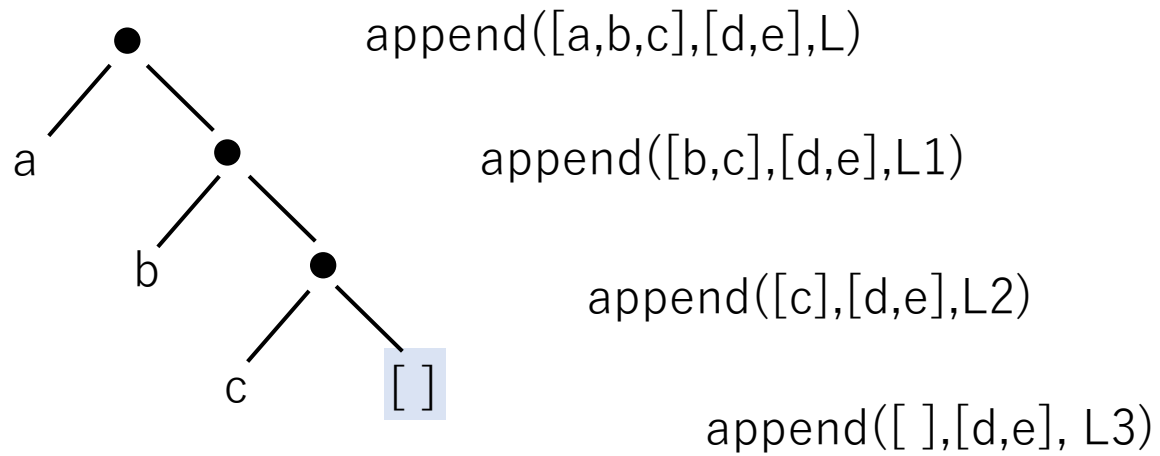 append([a,b,c],[d,e],L)
a
append([b,c],[d,e],L1)
b
append([c],[d,e],L2)
c
[ ]
append([ ],[d,e], L3)